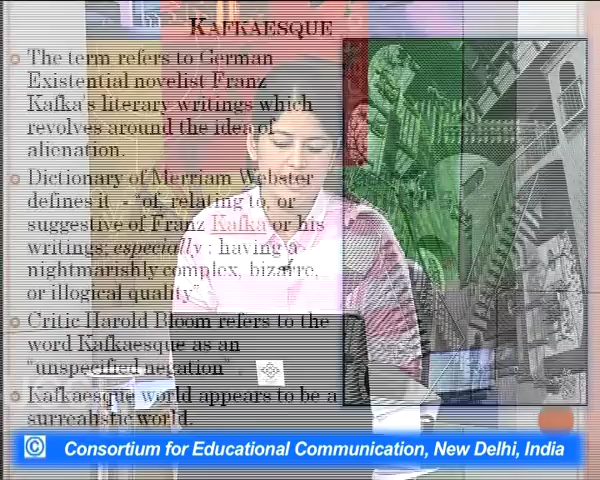 KAFKAESQUE
The term refers to German
Existential novelist Franz
Kafka's literary writings which
revolves around the idea of
alienation.
Dictionary of Merriam Webster
defines it - "of, relating to, or
suggestive of Franz Kafka or his
writings; especially : having a
nightmarishly complex, bizarre,
or illogical quality"
Critic Harold Bloom refers to the
word Kafkaesque as an
"unspecified negation" .
Kafkaesque world appears to be a
surrealistic world.
© Consortium for Educational Communication, New Delhi, India